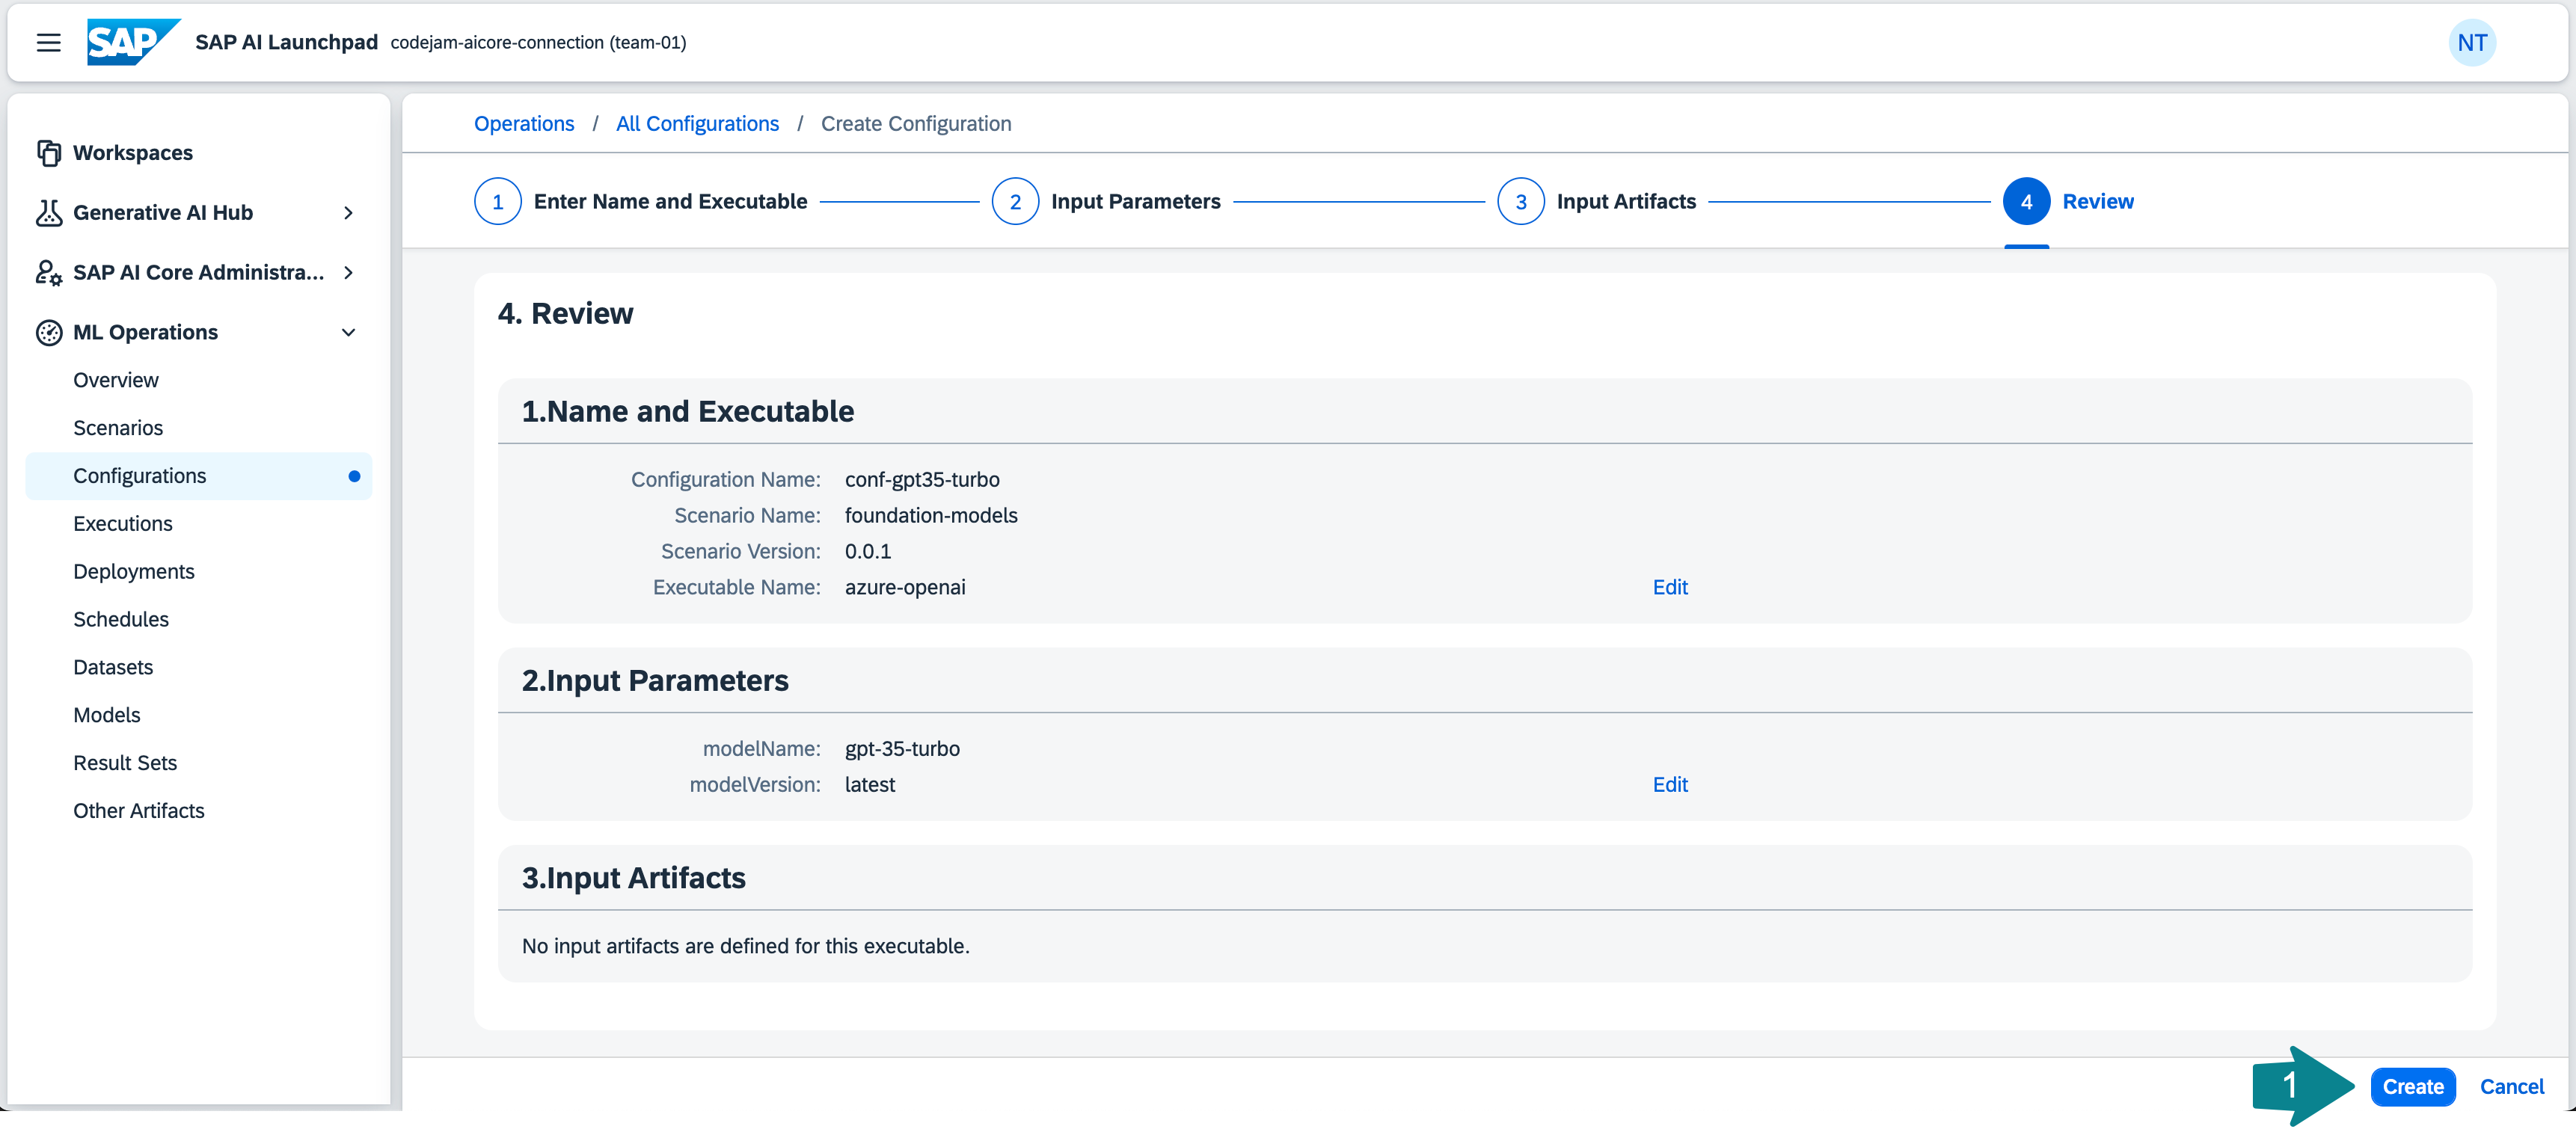 SAP SAP AI Launchpad codejam-aicore-connection (team-01) NT
Workspaces
Generative AI Hub
SAP AI Core Administra...
ML Operations
Overview
Scenarios
Configurations
Executions
Deployments
Schedules
Datasets
Models
Result Sets
Other Artifacts
Operations / All Configurations / Create Configuration
1 Enter Name and Executable 2 Input Parameters 3 Input Artifacts 4 Review
4. Review
1.Name and Executable
Configuration Name: conf-gpt35-turbo
Scenario Name: foundation-models
Scenario Version: 0.0.1
Executable Name: azure-openai Edit
2.Input Parameters
modelName: gpt-35-turbo
modelVersion: latest Edit
3.Input Artifacts
No input artifacts are defined for this executable.
1 Create Cancel